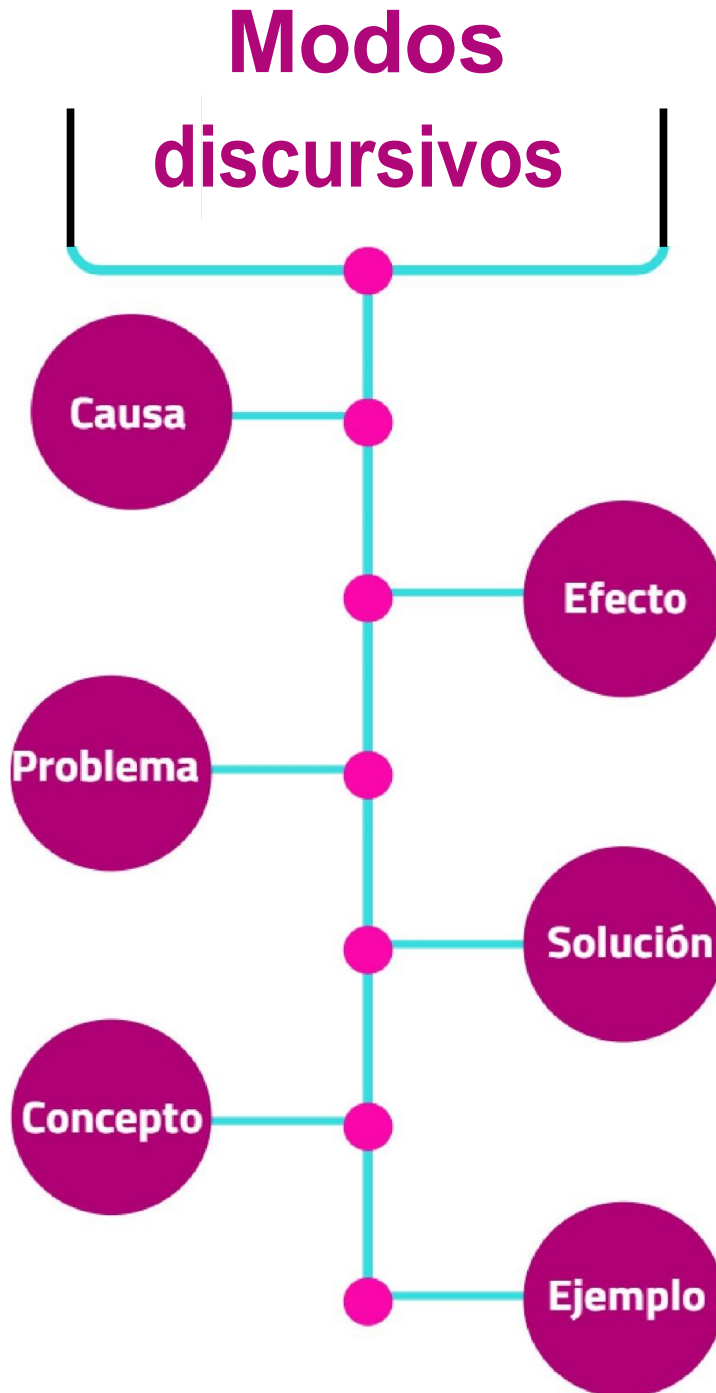 Modos
discursivos
Causa
Efecto
Problema
Solución
Concepto
Ejemplo